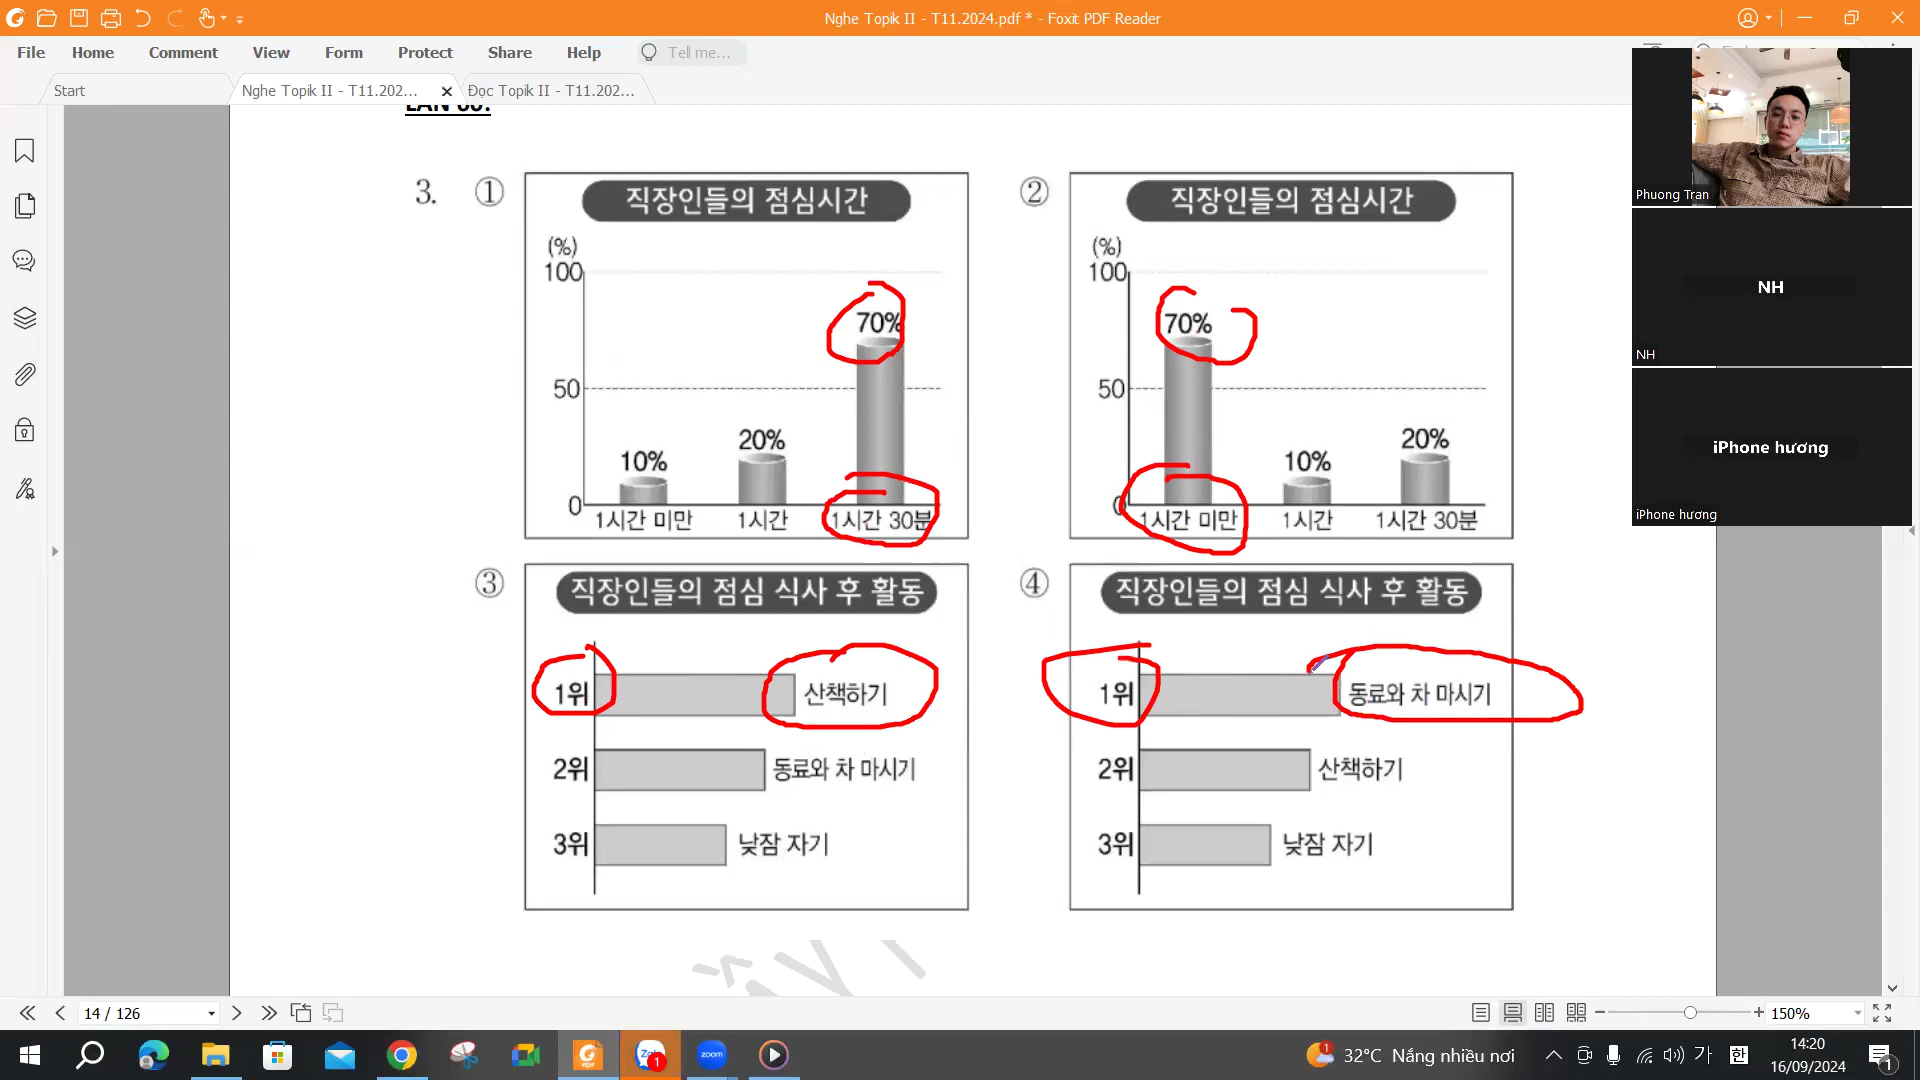 Nghe Topik II - T11.2024.pdf * - Foxit PDF Reader
File Home Comment View Form Protect Share Help Tell me...
Start
Nghe Topik II - T11.202...
Đọc Topik II - T11.202...
3. ① 직장인들의 점심시간
(%)
100
50
0
10% 20% 70%
1시간 미만 1시간 1시간 30분
② 직장인들의 점심시간
(%)
100
50
0
70% 10% 20%
1시간 미만 1시간 1시간 30분
③ 직장인들의 점심 식사 후 활동
1위 산책하기
2위 동료와 차 마시기
3위 낮잠 자기
④ 직장인들의 점심 식사 후 활동
1위 동료와 차 마시기
2위 산책하기
3위 낮잠 자기
Phuong Tran
NH
NH
iPhone hương
iPhone hương
14 / 126
150%
32°C Nắng nhiều nơi
가
한
14:20
16/09/2024
1